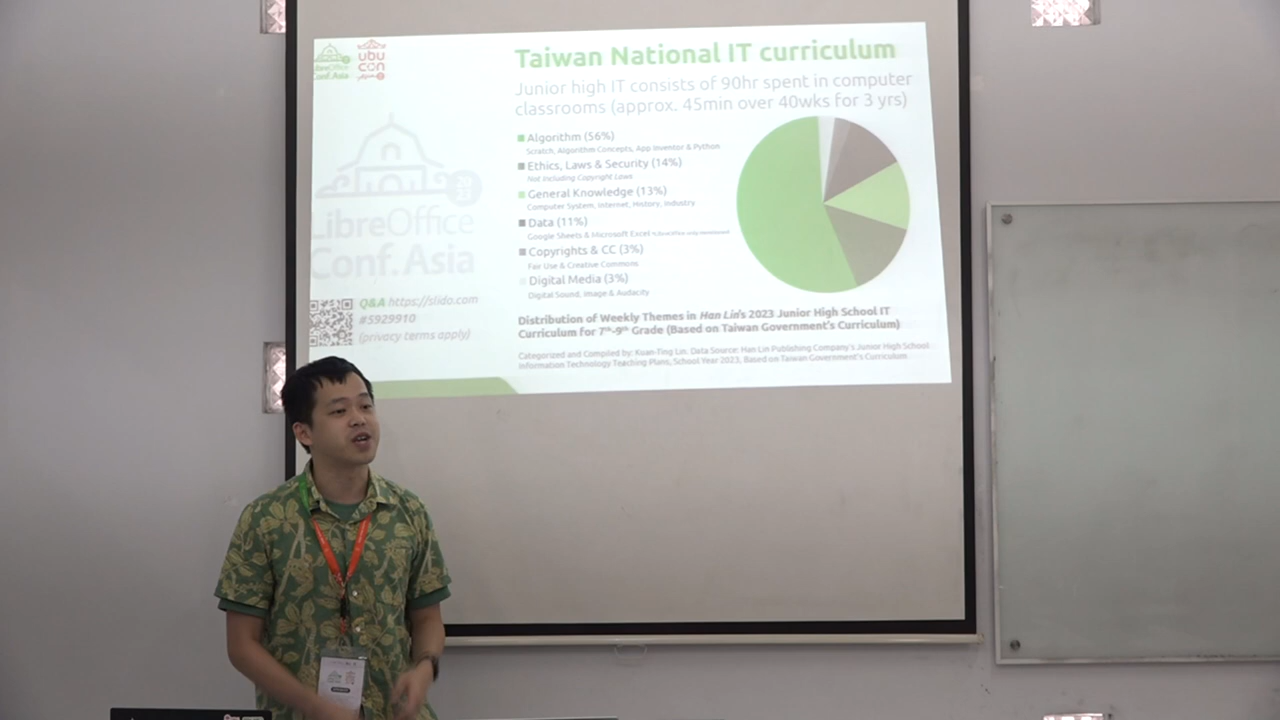 LibreOffice
Conf.Asia
ubu
con
Taiwan National IT curriculum
Junior high IT consists of 90hr spent in computer
classrooms (approx. 45min over 40wks for 3 yrs)
Algorithm (56%)
Scratch, Algorithm Concepts, App Inventor & Python
Ethics, Laws & Security (14%)
Not Including Copyright Laws
General Knowledge (13%)
Computer System, Internet, History, Industry
Data (11%)
Google Sheets & Microsoft Excel
Copyrights & CC (3%)
Fair Use & Creative Commons
Digital Media (3%)
Digital Sound, Image & Audacity
2023
LibreOffice
Conf.Asia
Q&A https://slido.com
#5929910
(privacy terms apply)
Distribution of Weekly Themes in Han Lin's 2023 Junior High School IT
Curriculum for 7th-9th Grade (Based on Taiwan Government's Curriculum)
Categorized and Compiled by: Kuan-Ting Lin. Data Source: Han Lin Publishing Company's Junior High School
Information Technology Teaching Plans, School Year 2023, Based on Taiwan Government's Curriculum